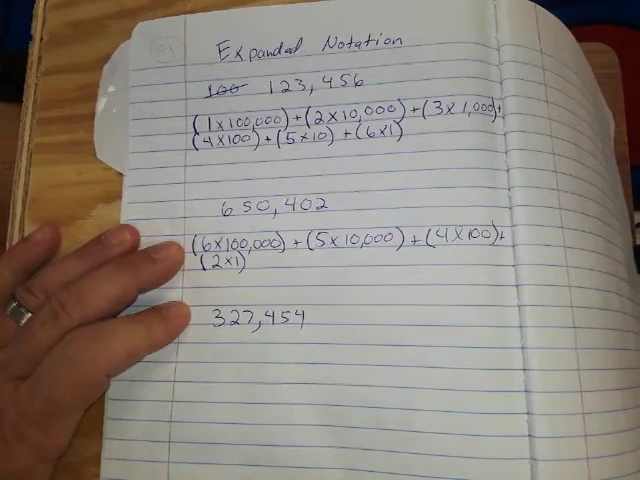 Expanded Notation
100 123,456
(1x100,000)+(2x10,000)+(3x1,000)+
(4x100)+(5x10)+(6x1)
650,402
(6x100,000)+(5x10,000)+(4x100)+
(2x1)
327,454